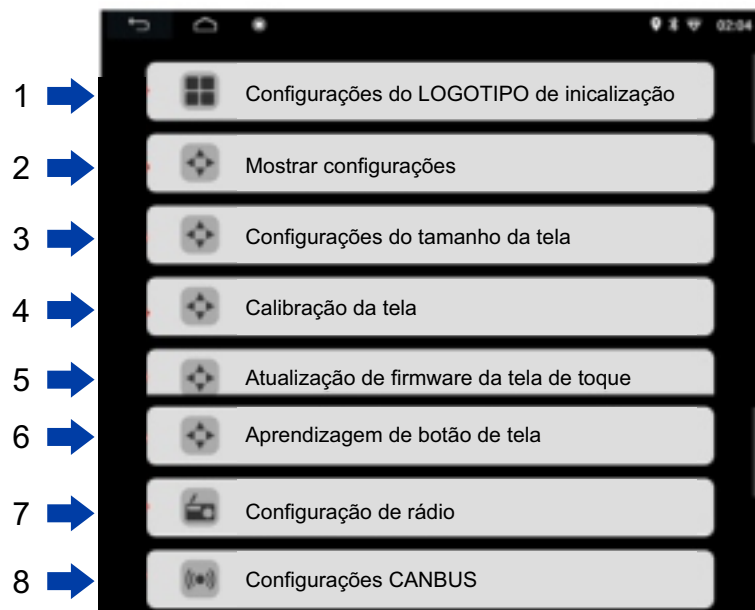 02:04
1 Configurações do LOGOTIPO de inicalização
2 Mostrar configurações
3 Configurações do tamanho da tela
4 Calibração da tela
5 Atualização de firmware da tela de toque
6 Aprendizagem de botão de tela
7 Configuração de rádio
8 Configurações CANBUS